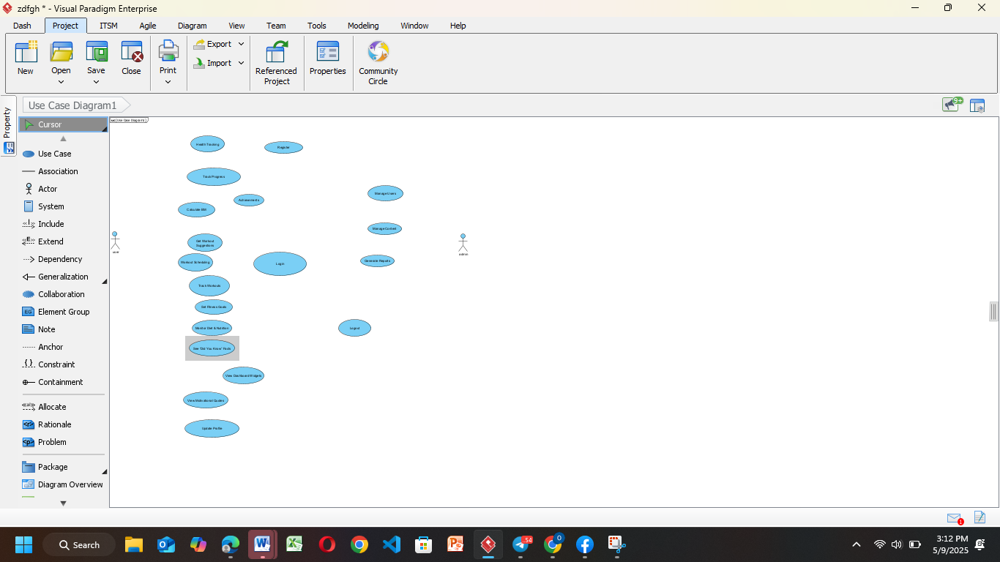 zdfgh * - Visual Paradigm Enterprise
Dash Project ITSM Agile Diagram View Team Tools Modeling Window Help
New
Open
Save
Close
Print
Export
Import
Referenced
Project
Properties
Community
Circle
Property
Use Case Diagram1
9+
Cursor
Use Case
Association
Actor
System
Include
Extend
Dependency
Generalization
Collaboration
Element Group
Note
Anchor
Constraint
Containment
Allocate
Rationale
Problem
Package
Diagram Overview
uc [Use Case Diagram1]
Health Tracking
Register
Track Progress
Achievements
Manage Users
Calculate BMI
Manage Content
user
Get Workout
Suggestions
admin
Workout Scheduling
Login
Generate Reports
Track Workouts
Set Fitness Goals
Monitor Diet & Nutrition
Logout
See "Did You Know" Facts
View Dashboard Widgets
View Motivational Quotes
Update Profile
1
Search
.54
0
3:12 PM
5/9/2025